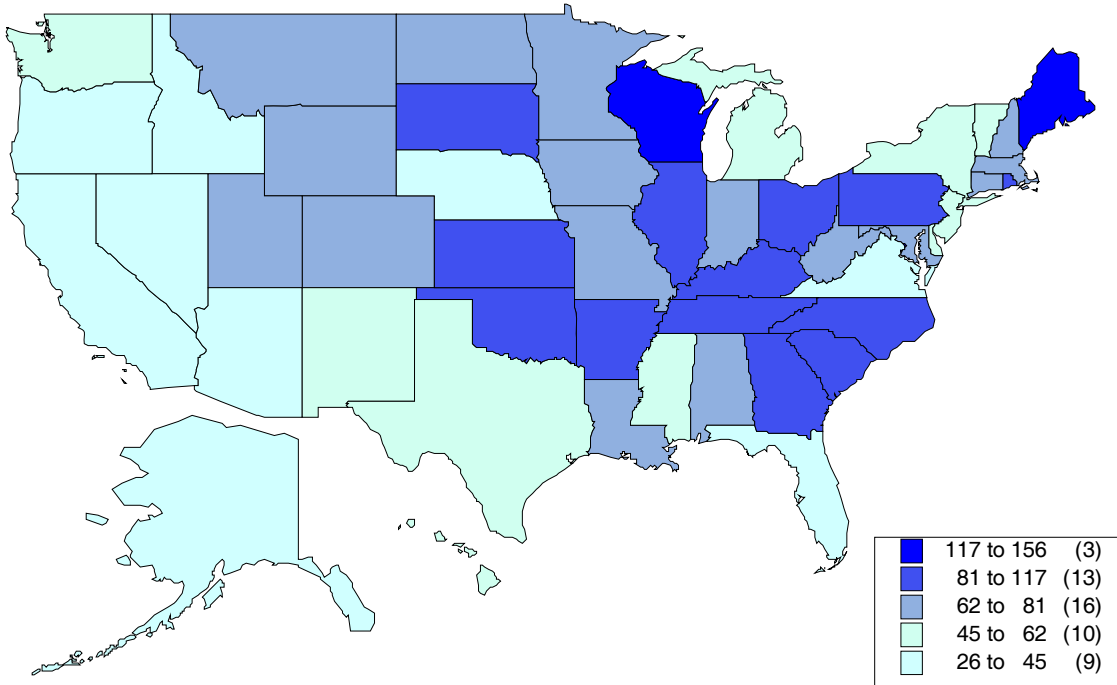 117 to 156 (3)
81 to 117 (13)
62 to 81 (16)
45 to 62 (10)
26 to 45 (9)